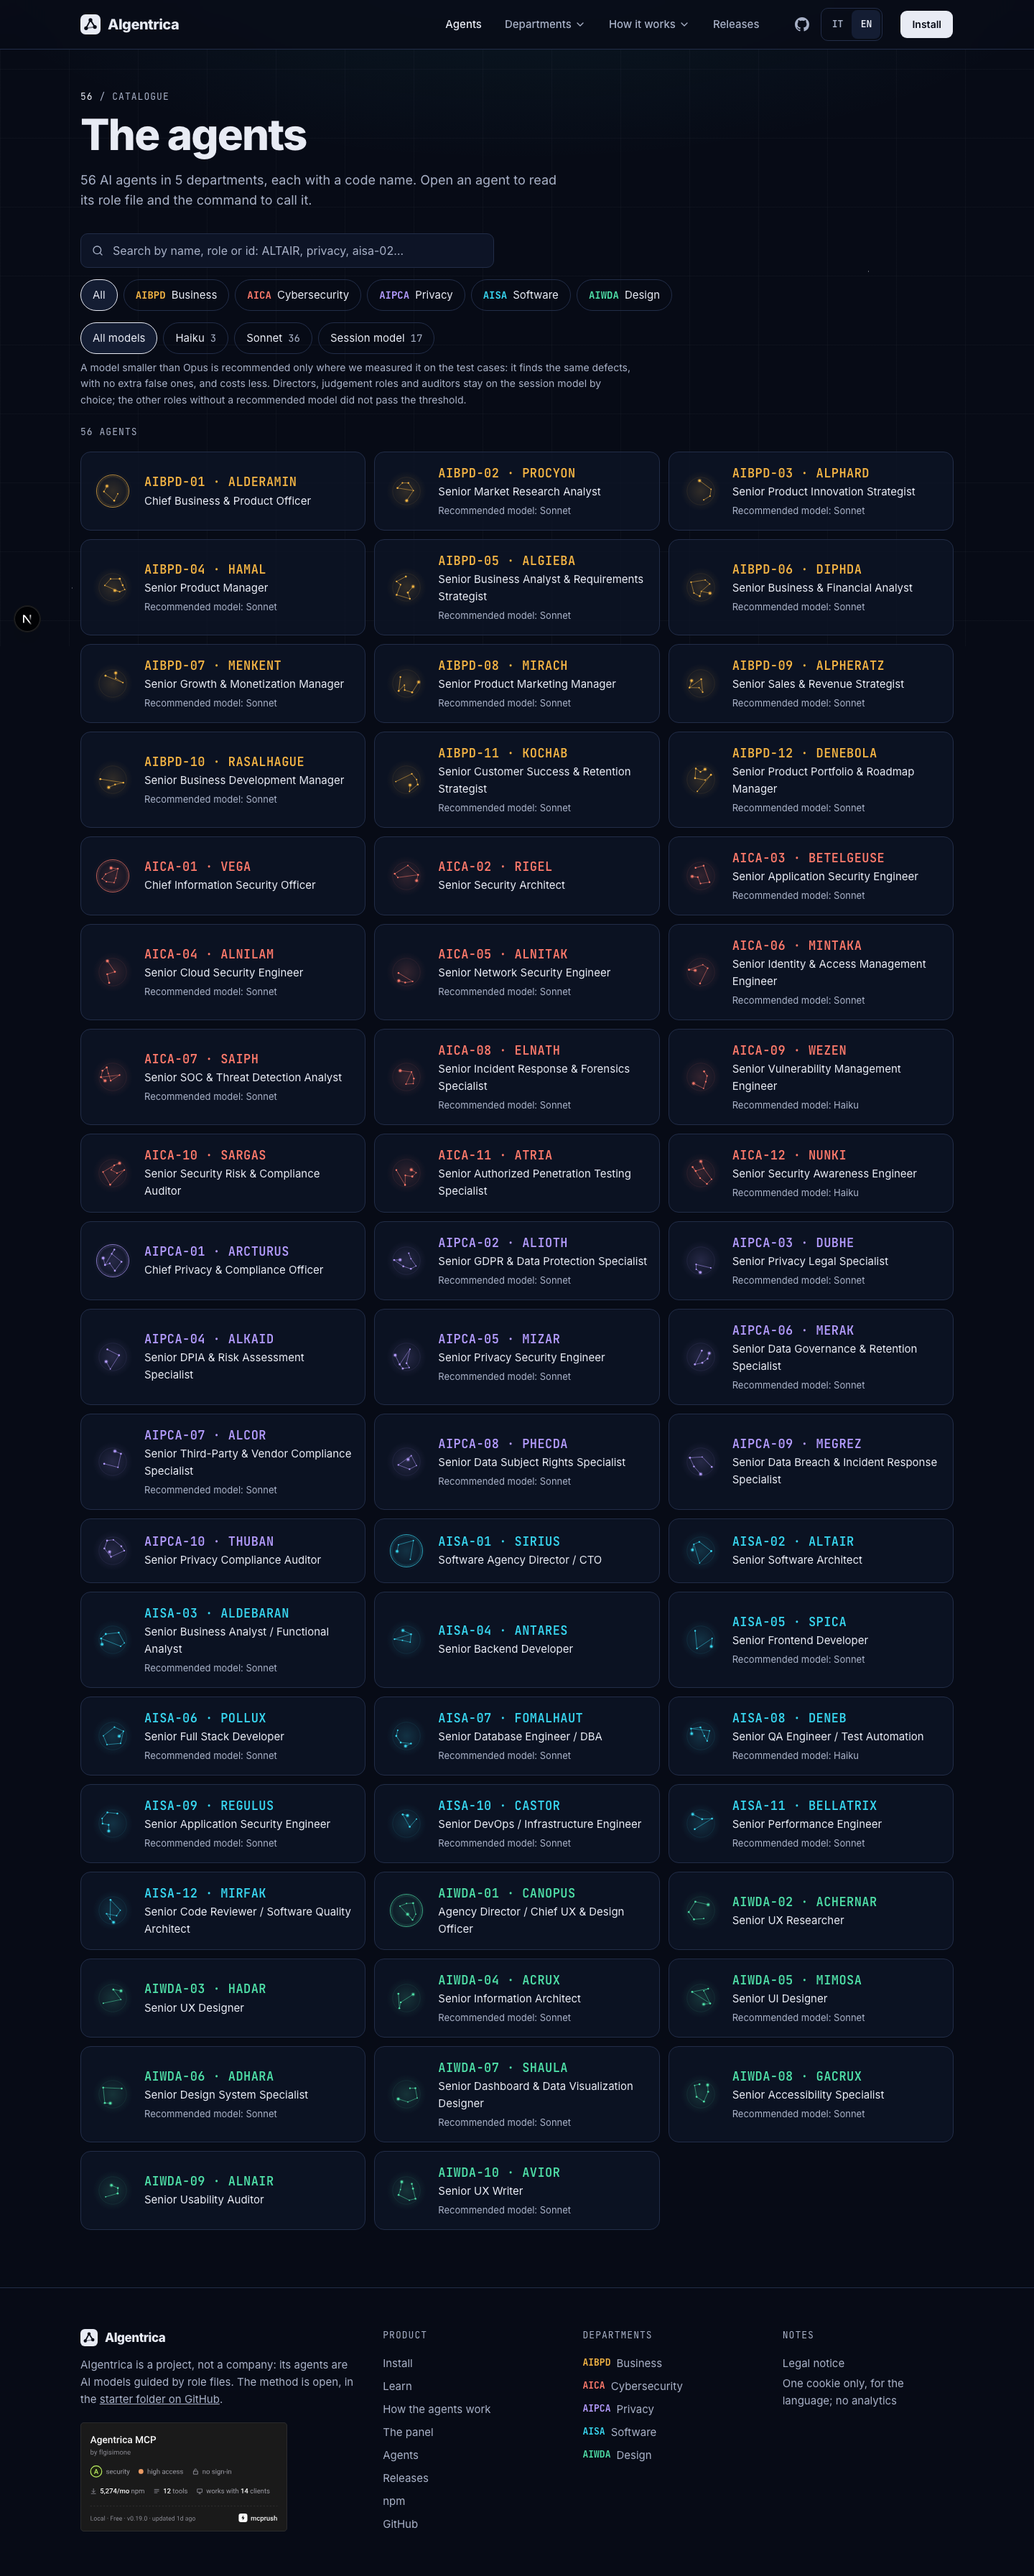 AIgentrica
Agents
Departments
How it works
Releases
IT
EN
Install
56 / CATALOGUE
The agents
56 AI agents in 5 departments, each with a code name. Open an agent to read
its role file and the command to call it.
Search by name, role or id: ALTAIR, privacy, aisa-02...
All
AIBPD Business
AICA Cybersecurity
AIPCA Privacy
AISA Software
AIWDA Design
All models
Haiku 3
Sonnet 36
Session model 17
A model smaller than Opus is recommended only where we measured it on the test cases: it finds the same defects,
with no extra false ones, and costs less. Directors, judgement roles and auditors stay on the session model by
choice; the other roles without a recommended model did not pass the threshold.
56 AGENTS
AIBPD-01 · ALDERAMIN
Chief Business & Product Officer
AIBPD-02 · PROCYON
Senior Market Research Analyst
Recommended model: Sonnet
AIBPD-03 · ALPHARD
Senior Product Innovation Strategist
Recommended model: Sonnet
AIBPD-04 · HAMAL
Senior Product Manager
Recommended model: Sonnet
AIBPD-05 · ALGIEBA
Senior Business Analyst & Requirements
Strategist
Recommended model: Sonnet
AIBPD-06 · DIPHDA
Senior Business & Financial Analyst
Recommended model: Sonnet
AIBPD-07 · MENKENT
Senior Growth & Monetization Manager
Recommended model: Sonnet
AIBPD-08 · MIRACH
Senior Product Marketing Manager
Recommended model: Sonnet
AIBPD-09 · ALPHERATZ
Senior Sales & Revenue Strategist
Recommended model: Sonnet
AIBPD-10 · RASALHAGUE
Senior Business Development Manager
Recommended model: Sonnet
AIBPD-11 · KOCHAB
Senior Customer Success & Retention
Strategist
Recommended model: Sonnet
AIBPD-12 · DENEBOLA
Senior Product Portfolio & Roadmap
Manager
Recommended model: Sonnet
AICA-01 · VEGA
Chief Information Security Officer
AICA-02 · RIGEL
Senior Security Architect
AICA-03 · BETELGEUSE
Senior Application Security Engineer
Recommended model: Sonnet
AICA-04 · ALNILAM
Senior Cloud Security Engineer
Recommended model: Sonnet
AICA-05 · ALNITAK
Senior Network Security Engineer
Recommended model: Sonnet
AICA-06 · MINTAKA
Senior Identity & Access Management
Engineer
Recommended model: Sonnet
AICA-07 · SAIPH
Senior SOC & Threat Detection Analyst
Recommended model: Sonnet
AICA-08 · ELNATH
Senior Incident Response & Forensics
Specialist
Recommended model: Sonnet
AICA-09 · WEZEN
Senior Vulnerability Management
Engineer
Recommended model: Haiku
AICA-10 · SARGAS
Senior Security Risk & Compliance
Auditor
AICA-11 · ATRIA
Senior Authorized Penetration Testing
Specialist
AICA-12 · NUNKI
Senior Security Awareness Engineer
Recommended model: Haiku
AIPCA-01 · ARCTURUS
Chief Privacy & Compliance Officer
AIPCA-02 · ALIOTH
Senior GDPR & Data Protection Specialist
Recommended model: Sonnet
AIPCA-03 · DUBHE
Senior Privacy Legal Specialist
Recommended model: Sonnet
AIPCA-04 · ALKAID
Senior DPIA & Risk Assessment
Specialist
AIPCA-05 · MIZAR
Senior Privacy Security Engineer
Recommended model: Sonnet
AIPCA-06 · MERAK
Senior Data Governance & Retention
Specialist
Recommended model: Sonnet
AIPCA-07 · ALCOR
Senior Third-Party & Vendor Compliance
Specialist
Recommended model: Sonnet
AIPCA-08 · PHECDA
Senior Data Subject Rights Specialist
Recommended model: Sonnet
AIPCA-09 · MEGREZ
Senior Data Breach & Incident Response
Specialist
AIPCA-10 · THUBAN
Senior Privacy Compliance Auditor
AISA-01 · SIRIUS
Software Agency Director / CTO
AISA-02 · ALTAIR
Senior Software Architect
AISA-03 · ALDEBARAN
Senior Business Analyst / Functional
Analyst
Recommended model: Sonnet
AISA-04 · ANTARES
Senior Backend Developer
AISA-05 · SPICA
Senior Frontend Developer
Recommended model: Sonnet
AISA-06 · POLLUX
Senior Full Stack Developer
Recommended model: Sonnet
AISA-07 · FOMALHAUT
Senior Database Engineer / DBA
Recommended model: Sonnet
AISA-08 · DENEB
Senior QA Engineer / Test Automation
Recommended model: Haiku
AISA-09 · REGULUS
Senior Application Security Engineer
Recommended model: Sonnet
AISA-10 · CASTOR
Senior DevOps / Infrastructure Engineer
Recommended model: Sonnet
AISA-11 · BELLATRIX
Senior Performance Engineer
Recommended model: Sonnet
AISA-12 · MIRFAK
Senior Code Reviewer / Software Quality
Architect
AIWDA-01 · CANOPUS
Agency Director / Chief UX & Design
Officer
AIWDA-02 · ACHERNAR
Senior UX Researcher
AIWDA-03 · HADAR
Senior UX Designer
AIWDA-04 · ACRUX
Senior Information Architect
Recommended model: Sonnet
AIWDA-05 · MIMOSA
Senior UI Designer
Recommended model: Sonnet
AIWDA-06 · ADHARA
Senior Design System Specialist
Recommended model: Sonnet
AIWDA-07 · SHAULA
Senior Dashboard & Data Visualization
Designer
Recommended model: Sonnet
AIWDA-08 · GACRUX
Senior Accessibility Specialist
Recommended model: Sonnet
AIWDA-09 · ALNAIR
Senior Usability Auditor
AIWDA-10 · AVIOR
Senior UX Writer
Recommended model: Sonnet
AIgentrica
AIgentrica is a project, not a company: its agents are
AI models guided by role files. The method is open, in
the starter folder on GitHub.
Agentrica MCP
by flgisimone
A security
high access
no sign-in
5,274/mo npm
12 tools
works with 14 clients
Local · Free · v0.19.0 · updated 1d ago
mcprush
PRODUCT
Install
Learn
How the agents work
The panel
Agents
Releases
npm
GitHub
DEPARTMENTS
AIBPD Business
AICA Cybersecurity
AIPCA Privacy
AISA Software
AIWDA Design
NOTES
Legal notice
One cookie only, for the
language; no analytics